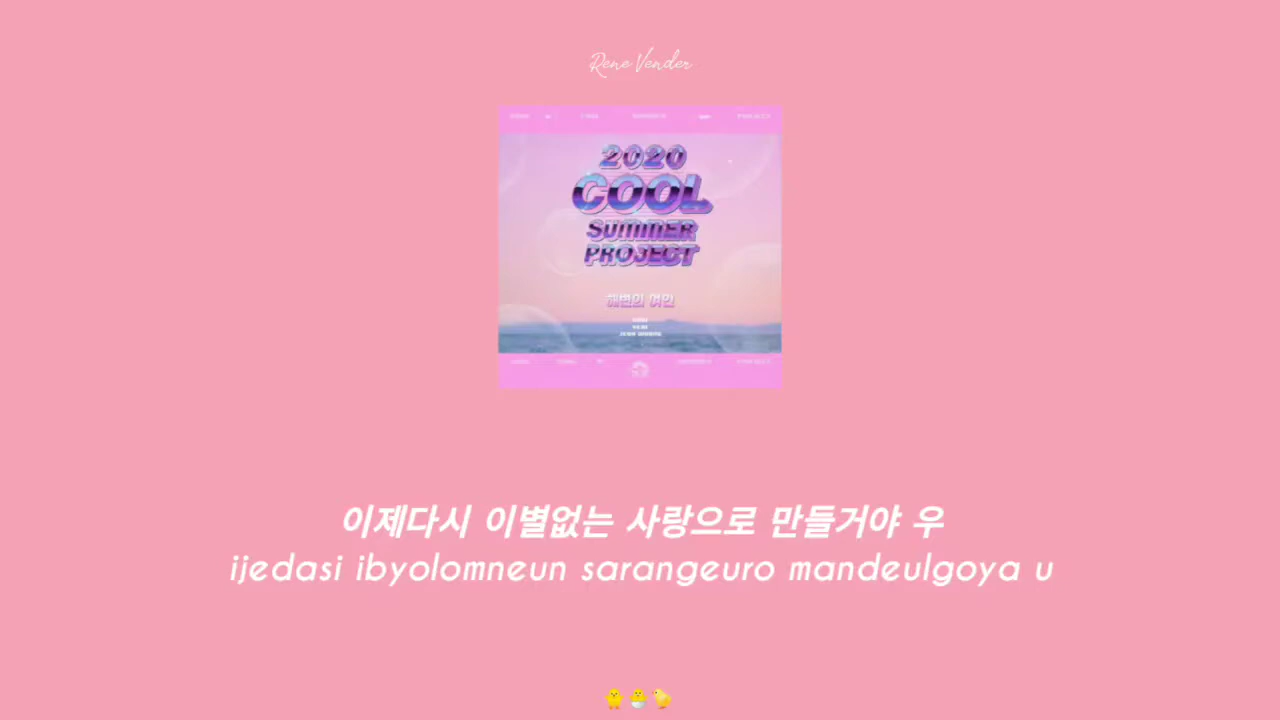 Rene Vender
2020
COOL
SUMMER
PROJECT
해변의 여인
이제다시 이별없는 사랑으로 만들거야 우
ijedasi ibyolomneun sarangeuro mandeulgoya u